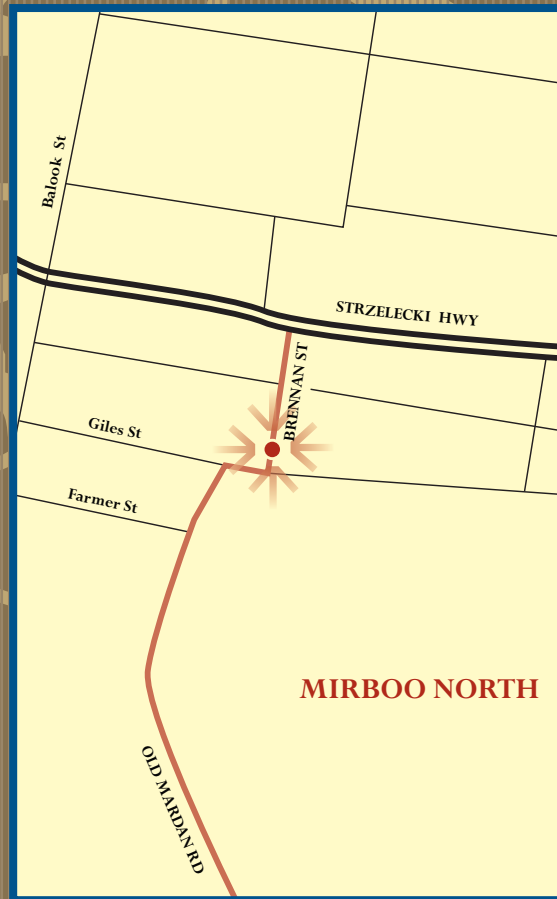 Balook St
STRZELECKI HWY
BRENNAN ST
Giles St
Farmer St
MIRBOO NORTH
OLD MARDAN RD